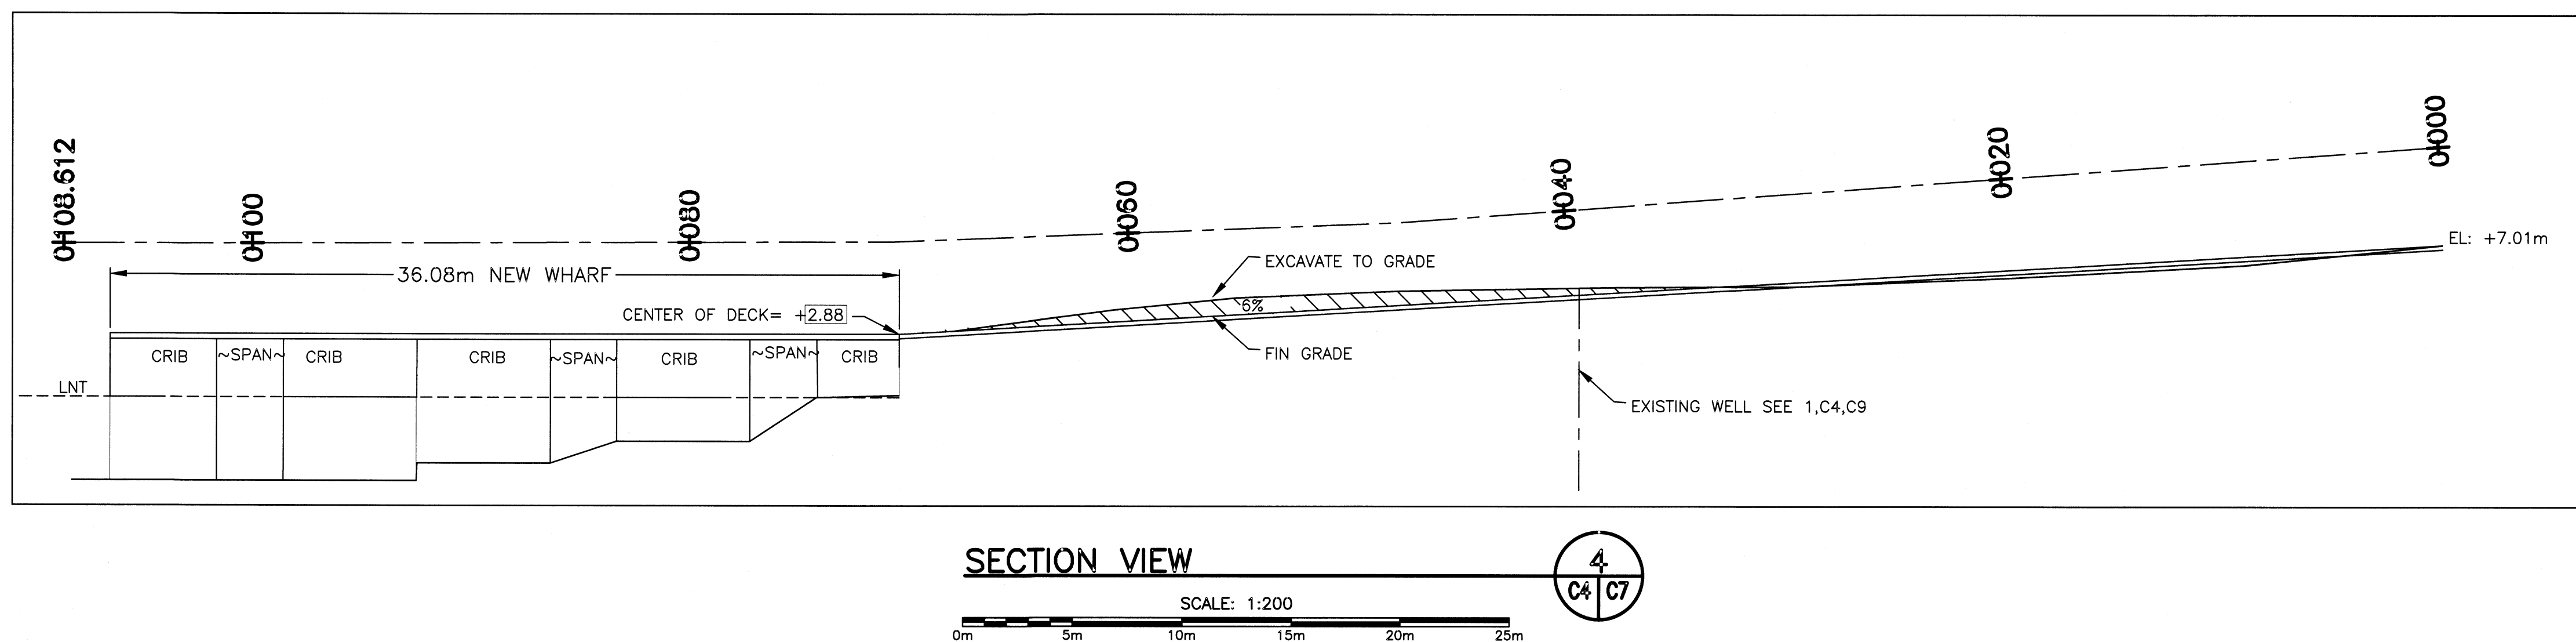 0+108.612
0+100
0+080
0+060
0+040
0+020
0+000
EL: +7.01m
36.08m NEW WHARF
EXCAVATE TO GRADE
CENTER OF DECK= +2.88
6%
CRIB ~SPAN~ CRIB CRIB ~SPAN~ CRIB ~SPAN~ CRIB
FIN GRADE
LNT
EXISTING WELL SEE 1,C4,C9
SECTION VIEW
4
C4 C7
SCALE: 1:200
0m 5m 10m 15m 20m 25m